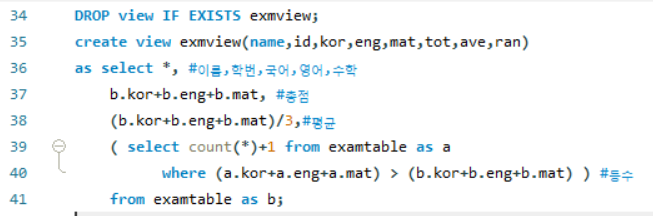 34 DROP view IF EXISTS exmview;
35 create view exmview(name,id,kor,eng,mat,tot,ave,ran)
36 as select *, #이름,학번,국어,영어,수학
37 b.kor+b.eng+b.mat, #총점
38 (b.kor+b.eng+b.mat)/3,#평균
39 ( select count(*)+1 from examtable as a
40 where (a.kor+a.eng+a.mat) > (b.kor+b.eng+b.mat) ) #등수
41 from examtable as b;